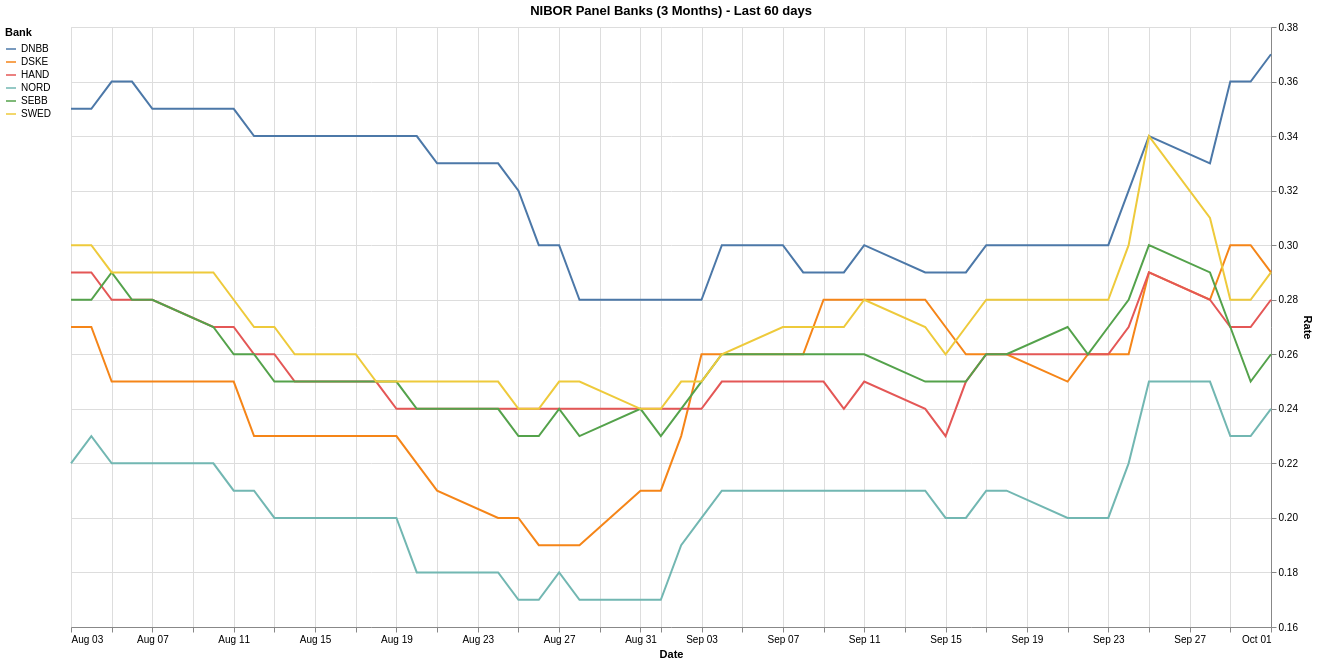 NIBOR Panel Banks (3 Months) - Last 60 days
Bank
DNBB
DSKE
HAND
NORD
SEBB
SWED
0.38
0.36
0.34
0.32
0.30
0.28
Rate
0.26
0.24
0.22
0.20
0.18
0.16
Aug 03 Aug 07 Aug 11 Aug 15 Aug 19 Aug 23 Aug 27 Aug 31 Sep 03 Sep 07 Sep 11 Sep 15 Sep 19 Sep 23 Sep 27 Oct 01
Date